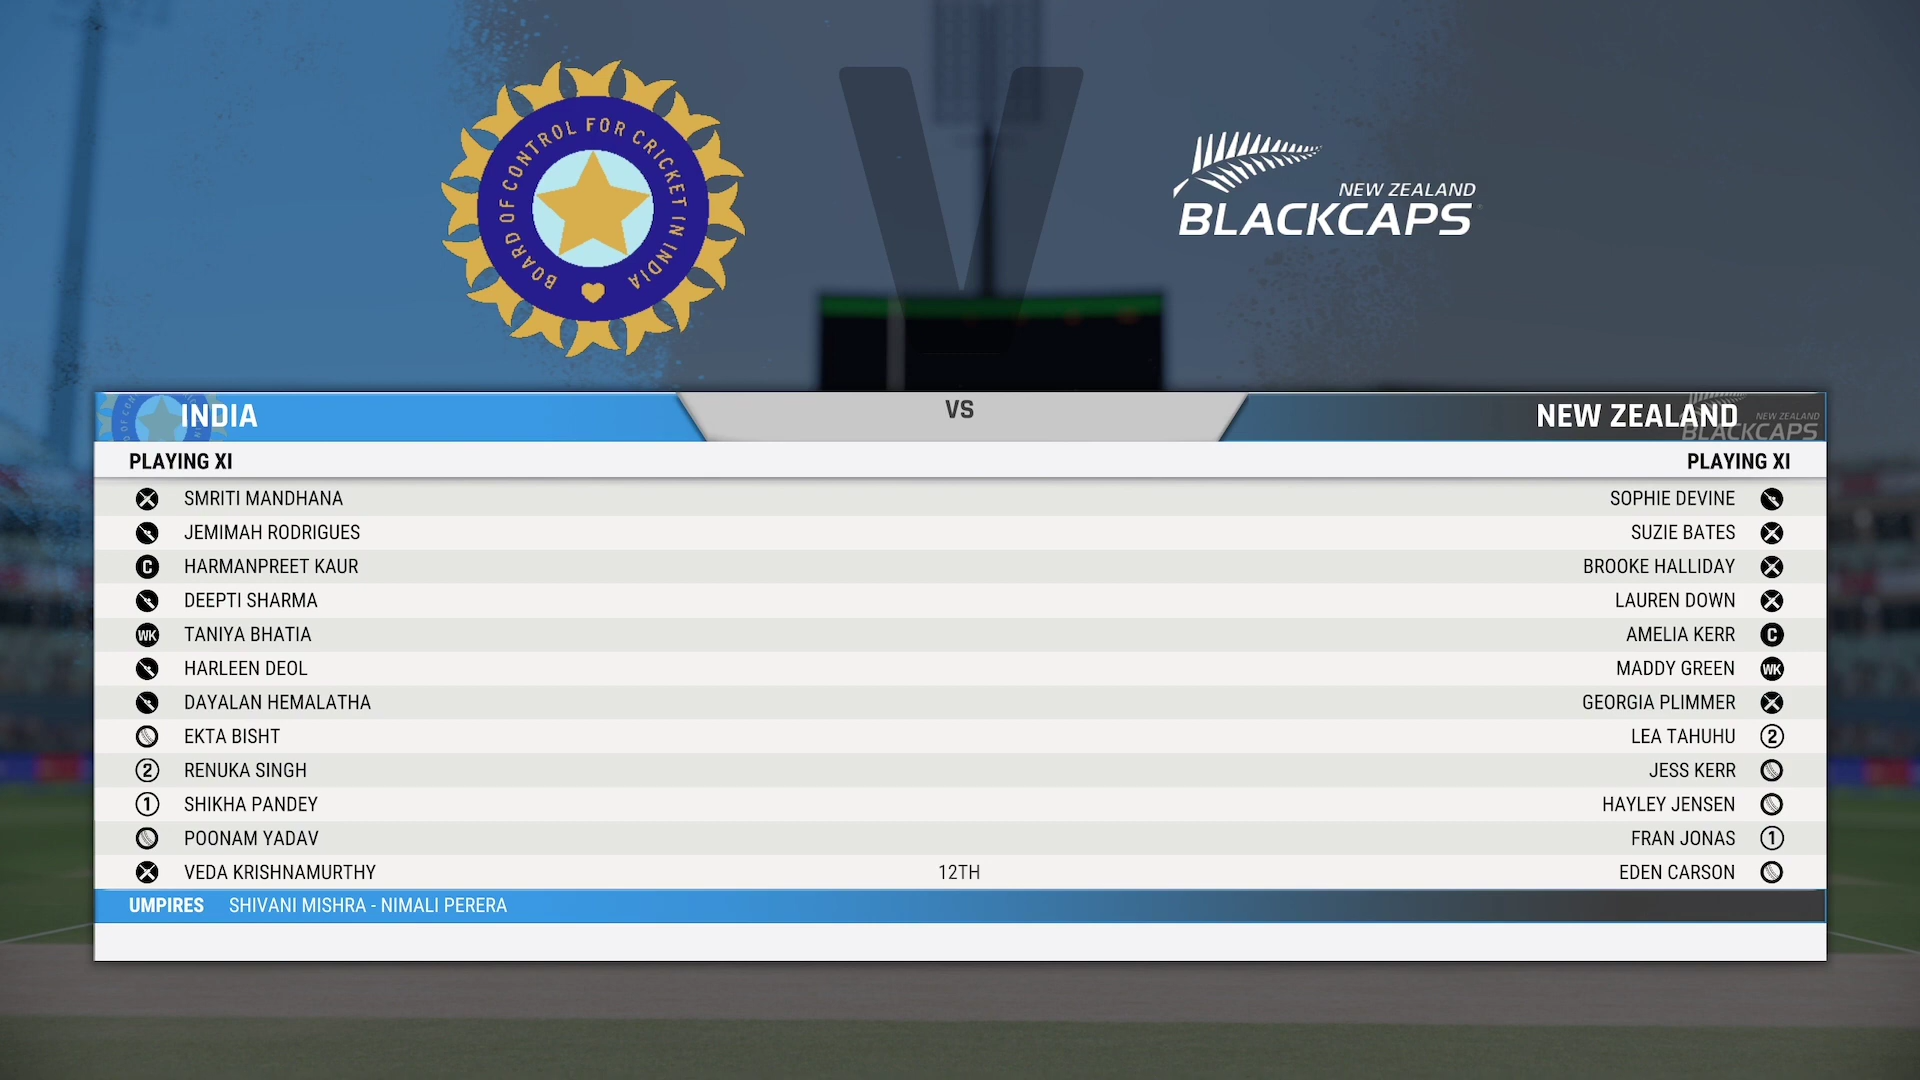 BOARD OF CONTROL FOR CRICKET IN INDIA
V
NEW ZEALAND
BLACKCAPS
INDIA
VS
NEW ZEALAND
NEW ZEALAND
BLACKCAPS
PLAYING XI
PLAYING XI
SMRITI MANDHANA SOPHIE DEVINE
JEMIMAH RODRIGUES SUZIE BATES
C HARMANPREET KAUR BROOKE HALLIDAY
DEEPTI SHARMA LAUREN DOWN
WK TANIYA BHATIA AMELIA KERR C
HARLEEN DEOL MADDY GREEN WK
DAYALAN HEMALATHA GEORGIA PLIMMER
EKTA BISHT LEA TAHUHU 2
2 RENUKA SINGH JESS KERR
1 SHIKHA PANDEY HAYLEY JENSEN
POONAM YADAV FRAN JONAS 1
VEDA KRISHNAMURTHY 12TH EDEN CARSON
UMPIRES SHIVANI MISHRA - NIMALI PERERA